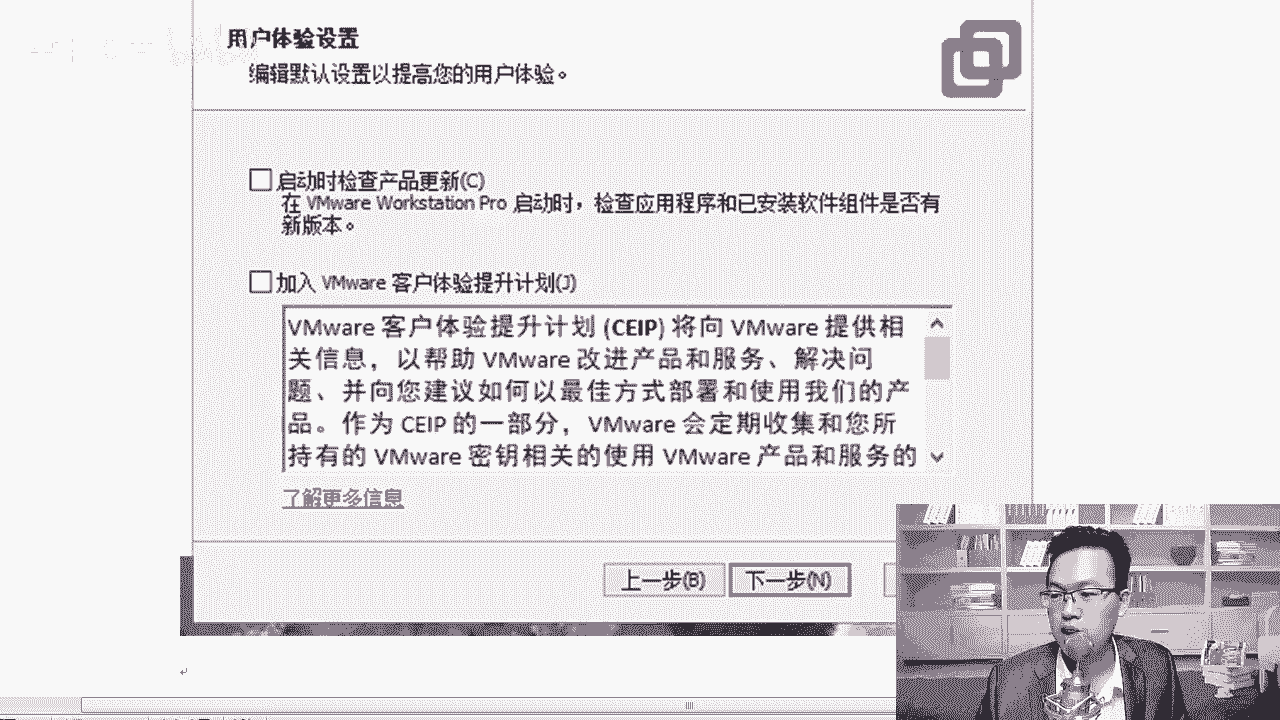 用户体验设置
编辑默认设置以提高您的用户体验。
启动时检查产品更新(C)
在 VMware Workstation Pro 启动时，检查应用程序和已安装软件组件是否有
新版本。
加入 VMware 客户体验提升计划(J)
VMware 客户体验提升计划 (CEIP) 将向 VMware 提供相
关信息，以帮助 VMware 改进产品和服务、解决问
题、并向您建议如何以最佳方式部署和使用我们的产
品。作为 CEIP 的一部分，VMware 会定期收集和您所
持有的 VMware 密钥相关的使用 VMware 产品和服务的
了解更多信息
上一步(B) 下一步(N)